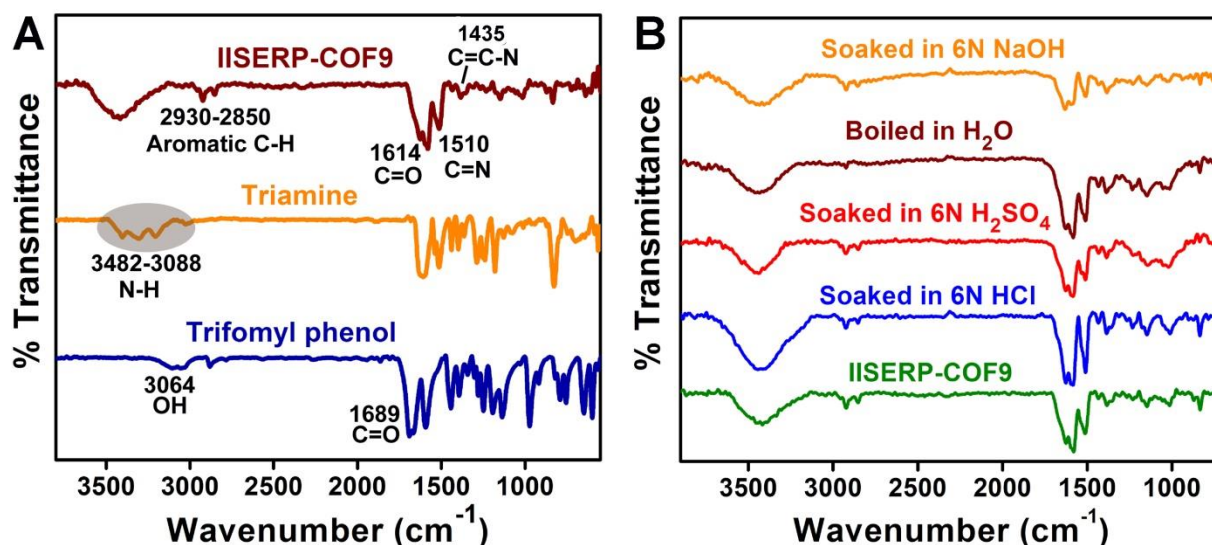 A
IISERP-COF9
1435
C=C-N
2930-2850
Aromatic C-H
1614
C=O
1510
C=N
Triamine
3482-3088
N-H
Trifomyl phenol
3064
OH
1689
C=O
% Transmittance
3500 3000 2500 2000 1500 1000
Wavenumber (cm⁻¹)
B
Soaked in 6N NaOH
Boiled in H₂O
Soaked in 6N H₂SO₄
Soaked in 6N HCl
IISERP-COF9
% Transmittance
3500 3000 2500 2000 1500 1000
Wavenumber (cm⁻¹)